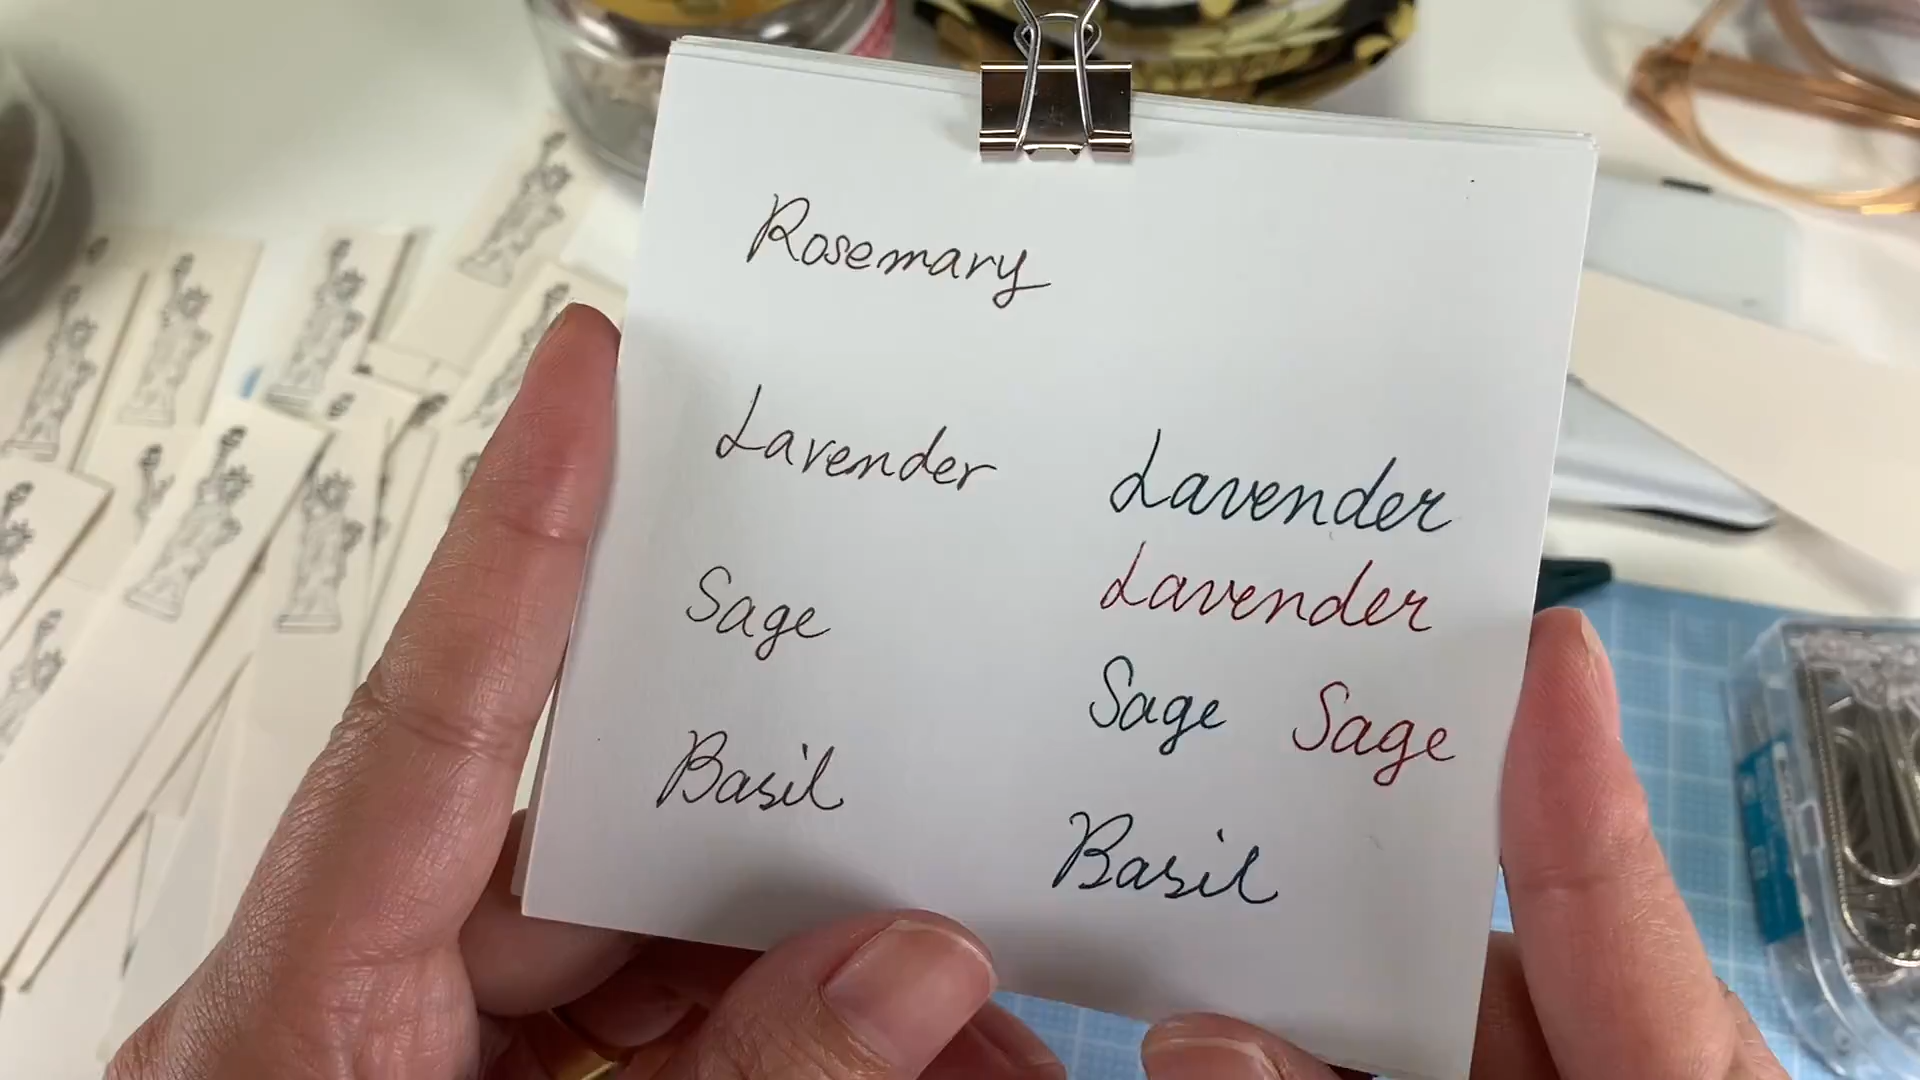 Rosemary
Lavender
Lavender
Lavender
Sage
Sage Sage
Basil
Basil